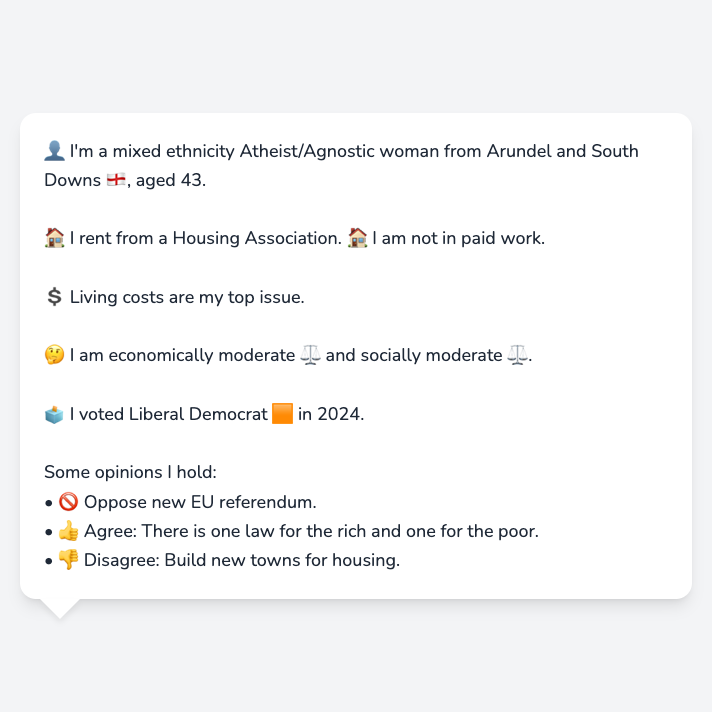 👤 I'm a mixed ethnicity Atheist/Agnostic woman from Arundel and South
Downs 🏴󠁧󠁢󠁥󠁮󠁧󠁿, aged 43.
🏠 I rent from a Housing Association. 🏠 I am not in paid work.
💲 Living costs are my top issue.
🤔 I am economically moderate ⚖️ and socially moderate ⚖️.
🗳️ I voted Liberal Democrat 🟧 in 2024.
Some opinions I hold:
• 🚫 Oppose new EU referendum.
• 👍 Agree: There is one law for the rich and one for the poor.
• 👎 Disagree: Build new towns for housing.